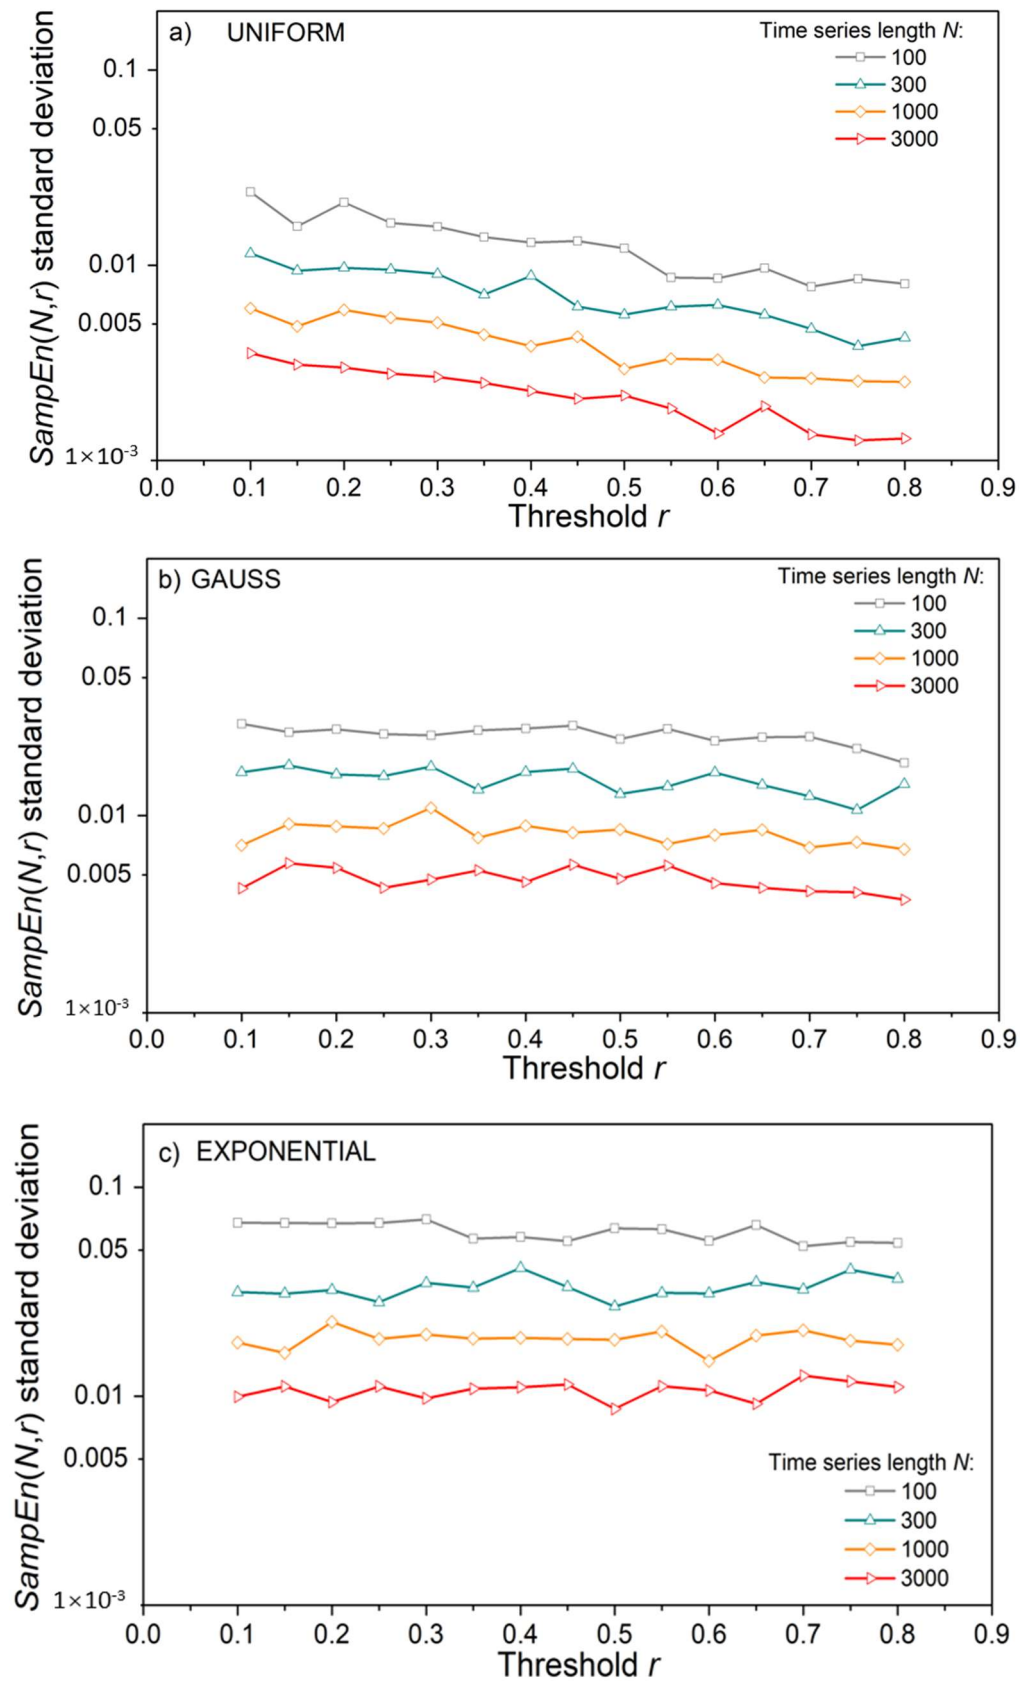 a) UNIFORM
Time series length N:
100
300
1000
3000
SampEn(N,r) standard deviation
0.1
0.05
0.01
0.005
1×10-3
0.0 0.1 0.2 0.3 0.4 0.5 0.6 0.7 0.8 0.9
Threshold r
b) GAUSS
Time series length N:
100
300
1000
3000
SampEn(N,r) standard deviation
0.1
0.05
0.01
0.005
1×10-3
0.0 0.1 0.2 0.3 0.4 0.5 0.6 0.7 0.8 0.9
Threshold r
c) EXPONENTIAL
SampEn(N,r) standard deviation
0.1
0.05
0.01
0.005
1×10-3
Time series length N:
100
300
1000
3000
0.0 0.1 0.2 0.3 0.4 0.5 0.6 0.7 0.8 0.9
Threshold r